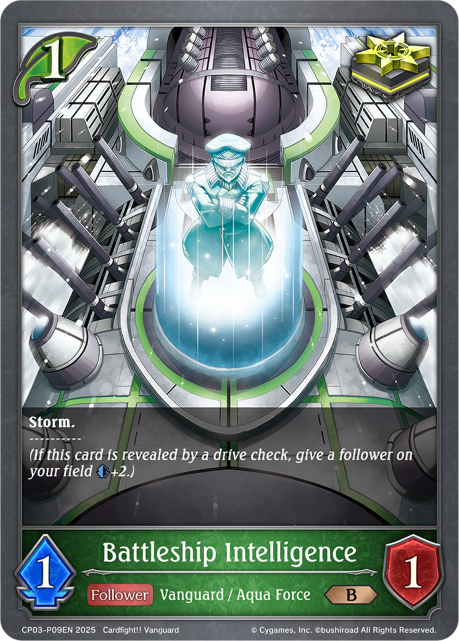 1
Storm.
(If this card is revealed by a drive check, give a follower on
your field +2.)
Battleship Intelligence
1
Follower Vanguard / Aqua Force B
1
CP03-P09EN 2025 Cardfight!! Vanguard © Cygames, Inc. ©bushiroad All Rights Reserved.